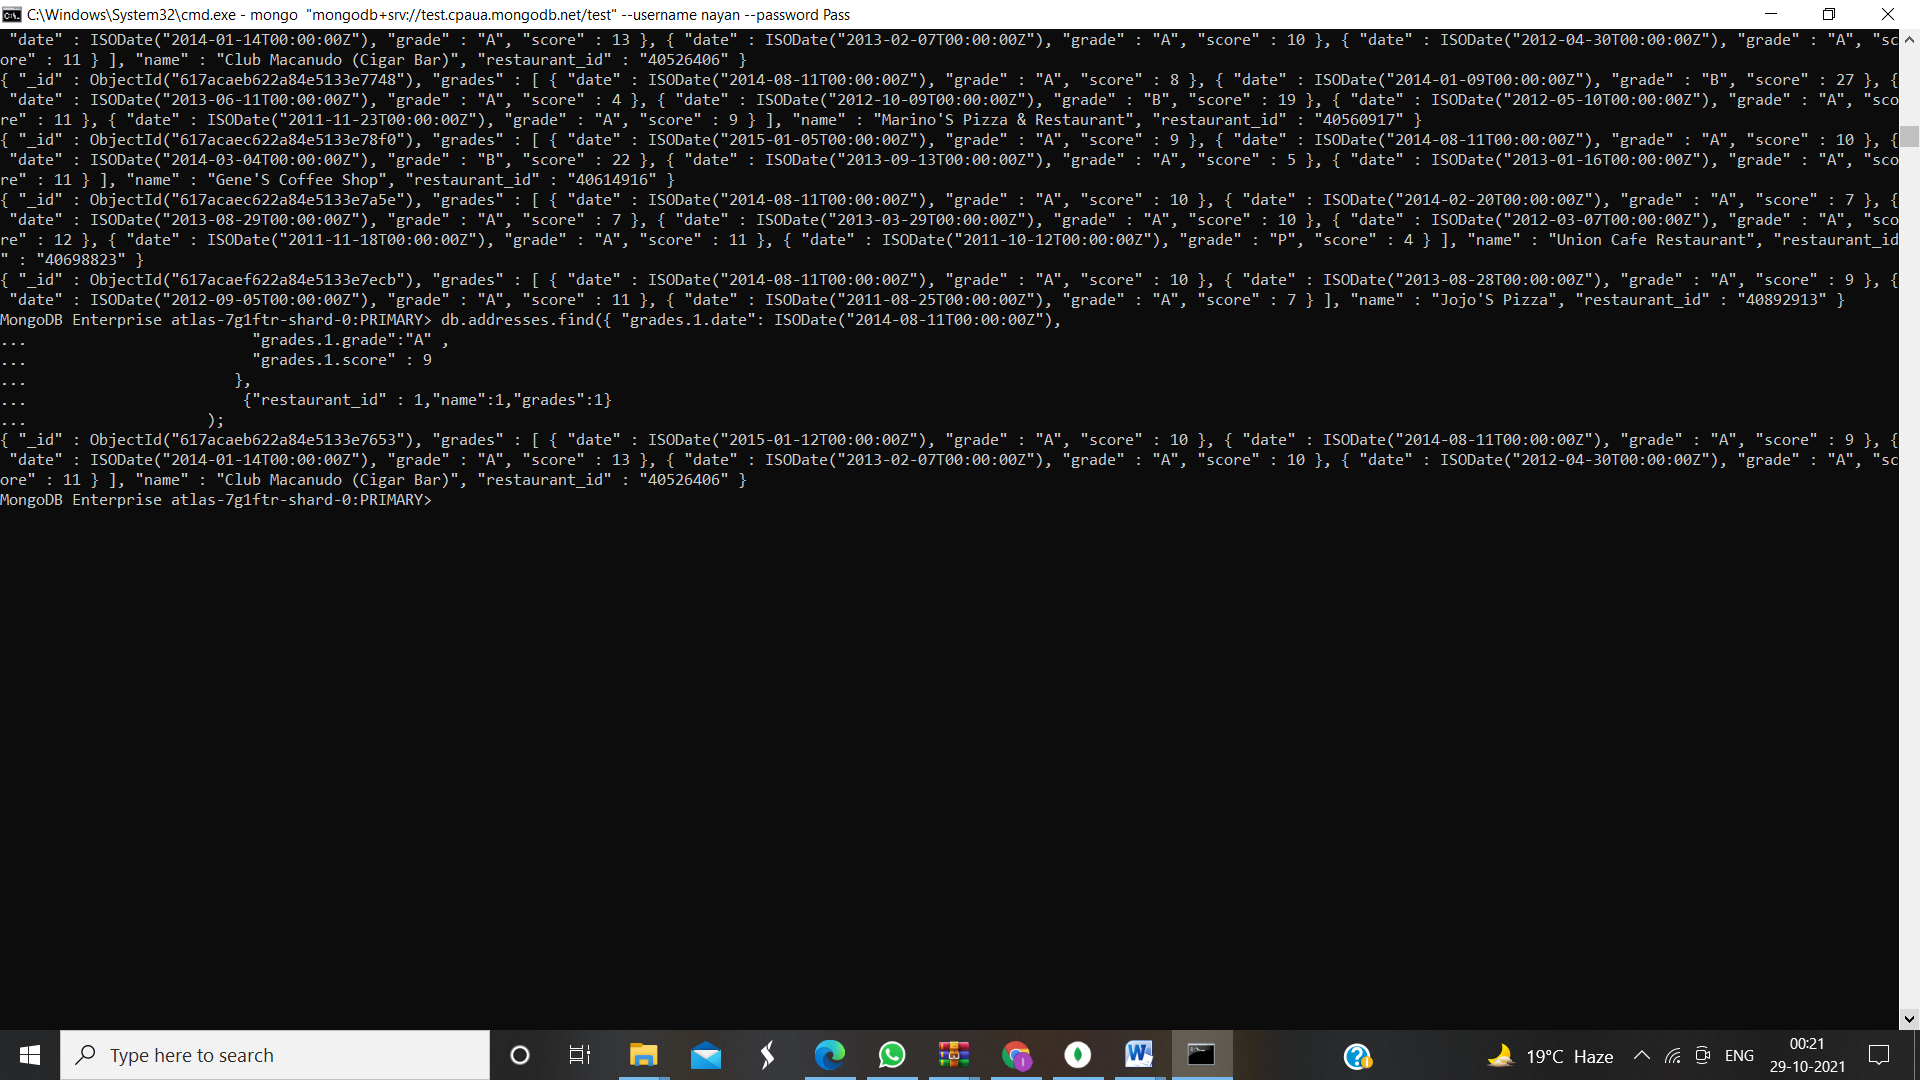 C:\Windows\System32\cmd.exe - mongo  "mongodb+srv://test.cpaua.mongodb.net/test" --username nayan --password Pass
 "date" : ISODate("2014-01-14T00:00:00Z"), "grade" : "A", "score" : 13 }, { "date" : ISODate("2013-02-07T00:00:00Z"), "grade" : "A", "score" : 10 }, { "date" : ISODate("2012-04-30T00:00:00Z"), "grade" : "A", "sc
ore" : 11 } ], "name" : "Club Macanudo (Cigar Bar)", "restaurant_id" : "40526406" }
{ "_id" : ObjectId("617acaeb622a84e5133e7748"), "grades" : [ { "date" : ISODate("2014-08-11T00:00:00Z"), "grade" : "A", "score" : 8 }, { "date" : ISODate("2014-01-09T00:00:00Z"), "grade" : "B", "score" : 27 }, {
 "date" : ISODate("2013-06-11T00:00:00Z"), "grade" : "A", "score" : 4 }, { "date" : ISODate("2012-10-09T00:00:00Z"), "grade" : "B", "score" : 19 }, { "date" : ISODate("2012-05-10T00:00:00Z"), "grade" : "A", "sco
re" : 11 }, { "date" : ISODate("2011-11-23T00:00:00Z"), "grade" : "A", "score" : 9 } ], "name" : "Marino'S Pizza & Restaurant", "restaurant_id" : "40560917" }
{ "_id" : ObjectId("617acaec622a84e5133e78f0"), "grades" : [ { "date" : ISODate("2015-01-05T00:00:00Z"), "grade" : "A", "score" : 9 }, { "date" : ISODate("2014-08-11T00:00:00Z"), "grade" : "A", "score" : 10 }, {
 "date" : ISODate("2014-03-04T00:00:00Z"), "grade" : "B", "score" : 22 }, { "date" : ISODate("2013-09-13T00:00:00Z"), "grade" : "A", "score" : 5 }, { "date" : ISODate("2013-01-16T00:00:00Z"), "grade" : "A", "sco
re" : 11 } ], "name" : "Gene'S Coffee Shop", "restaurant_id" : "40614916" }
{ "_id" : ObjectId("617acaec622a84e5133e7a5e"), "grades" : [ { "date" : ISODate("2014-08-11T00:00:00Z"), "grade" : "A", "score" : 10 }, { "date" : ISODate("2014-02-20T00:00:00Z"), "grade" : "A", "score" : 7 }, {
 "date" : ISODate("2013-08-29T00:00:00Z"), "grade" : "A", "score" : 7 }, { "date" : ISODate("2013-03-29T00:00:00Z"), "grade" : "A", "score" : 10 }, { "date" : ISODate("2012-03-07T00:00:00Z"), "grade" : "A", "sco
re" : 12 }, { "date" : ISODate("2011-11-18T00:00:00Z"), "grade" : "A", "score" : 11 }, { "date" : ISODate("2011-10-12T00:00:00Z"), "grade" : "P", "score" : 4 } ], "name" : "Union Cafe Restaurant", "restaurant_id
" : "40698823" }
{ "_id" : ObjectId("617acaef622a84e5133e7ecb"), "grades" : [ { "date" : ISODate("2014-08-11T00:00:00Z"), "grade" : "A", "score" : 10 }, { "date" : ISODate("2013-08-28T00:00:00Z"), "grade" : "A", "score" : 9 }, {
 "date" : ISODate("2012-09-05T00:00:00Z"), "grade" : "A", "score" : 11 }, { "date" : ISODate("2011-08-25T00:00:00Z"), "grade" : "A", "score" : 7 } ], "name" : "Jojo'S Pizza", "restaurant_id" : "40892913" }
MongoDB Enterprise atlas-7g1ftr-shard-0:PRIMARY> db.addresses.find({ "grades.1.date": ISODate("2014-08-11T00:00:00Z"),
...                         "grades.1.grade":"A" ,
...                         "grades.1.score" : 9
...                       },
...                        {"restaurant_id" : 1,"name":1,"grades":1}
...                    );
{ "_id" : ObjectId("617acaeb622a84e5133e7653"), "grades" : [ { "date" : ISODate("2015-01-12T00:00:00Z"), "grade" : "A", "score" : 10 }, { "date" : ISODate("2014-08-11T00:00:00Z"), "grade" : "A", "score" : 9 }, {
 "date" : ISODate("2014-01-14T00:00:00Z"), "grade" : "A", "score" : 13 }, { "date" : ISODate("2013-02-07T00:00:00Z"), "grade" : "A", "score" : 10 }, { "date" : ISODate("2012-04-30T00:00:00Z"), "grade" : "A", "sc
ore" : 11 } ], "name" : "Club Macanudo (Cigar Bar)", "restaurant_id" : "40526406" }
MongoDB Enterprise atlas-7g1ftr-shard-0:PRIMARY>
Type here to search
19°C Haze
ENG
00:21
29-10-2021